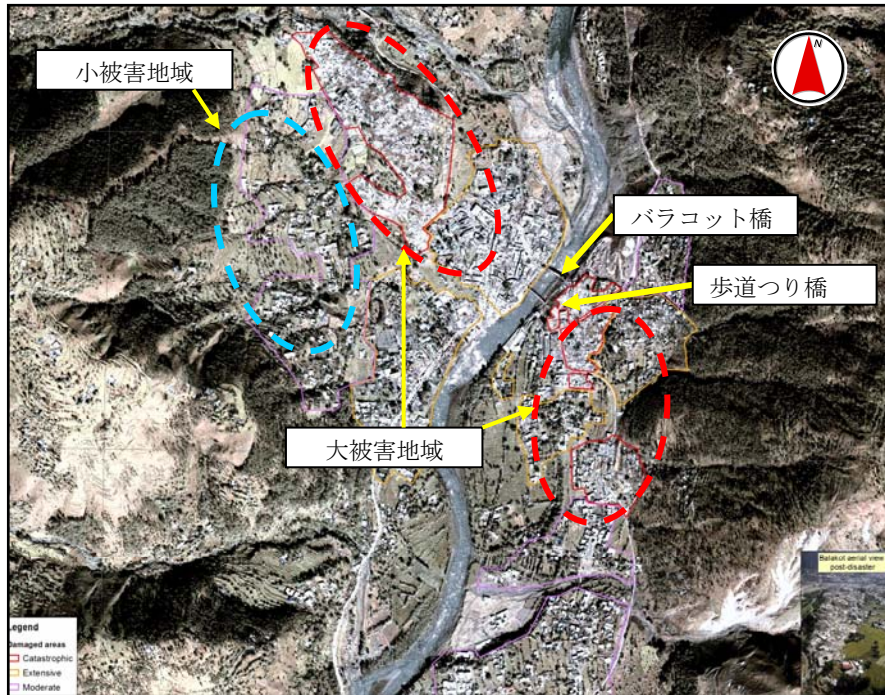 小被害地域
N
バラコット橋
歩道つり橋
大被害地域
Balakot aerial view
post-disaster
Legend
Damaged areas
Catastrophic
Extensive
Moderate